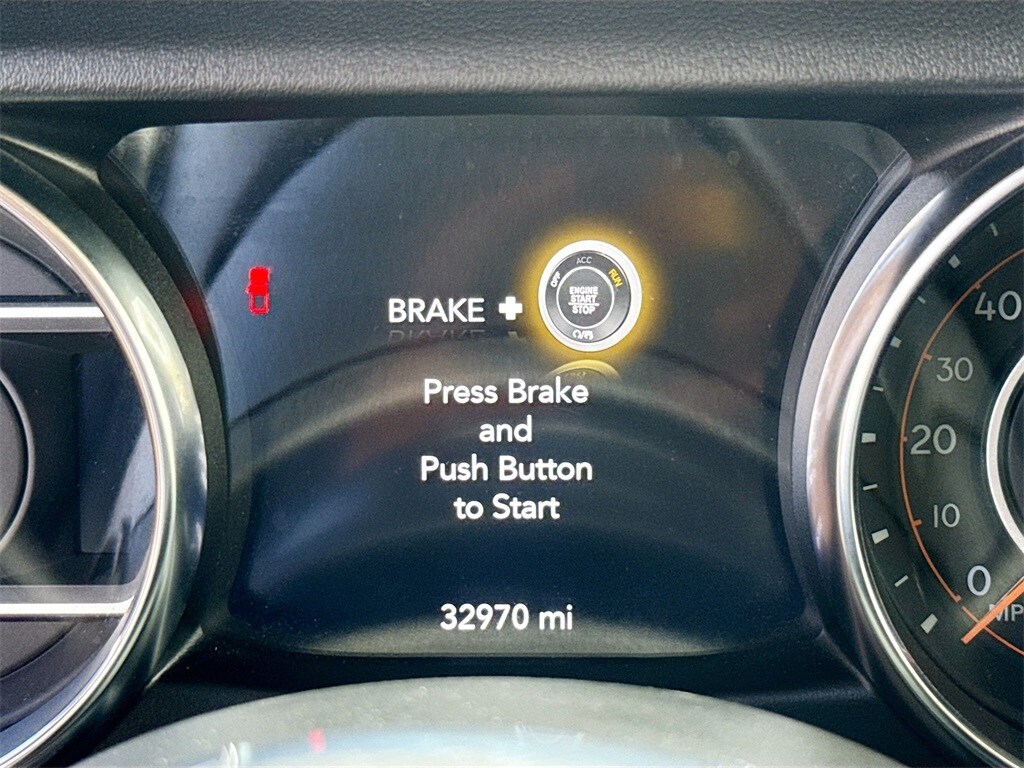 BRAKE +
OFF ACC RUN
ENGINE
START
STOP
Press Brake
and
Push Button
to Start
32970 mi
40
30
20
10
0